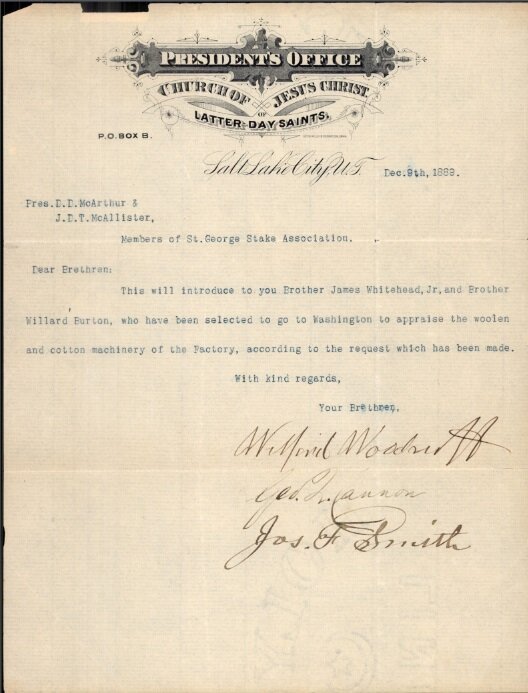 PRESIDENT'S OFFICE
CHURCH OF JESUS CHRIST
OF
LATTER-DAY SAINTS,
P.O. BOX B.
Salt Lake City, U.T. Dec.9th, 1889.
Pres.D.D.McArthur &
J.D.T.McAllister,
Members of St.George Stake Association.
Dear Brethren:
This will introduce to you Brother James Whitehead,Jr,and Brother
Willard Burton, who have been selected to go to Washington to appraise the woolen
and cotton machinery of the Factory, according to the request which has been made.
With kind regards,
Your Brethren,
Wilford Woodruff
Geo. Q. Cannon
Jos. F. Smith